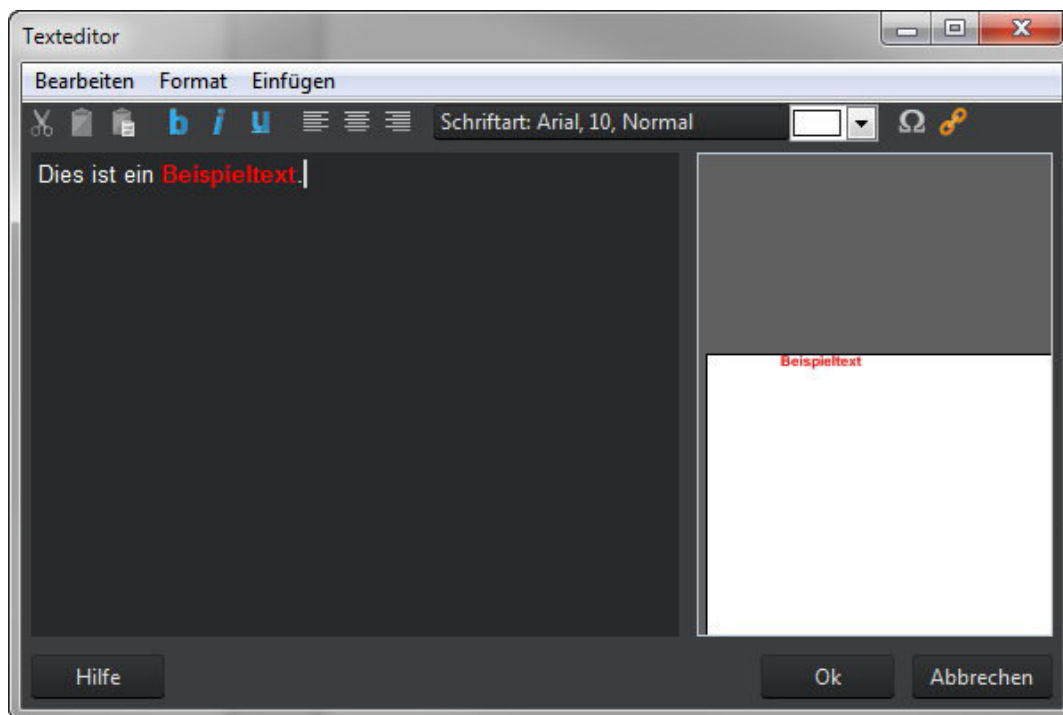 Texteditor
Bearbeiten Format Einfügen
b i u Schriftart: Arial, 10, Normal Ω
Dies ist ein Beispieltext.
Beispieltext
Hilfe Ok Abbrechen